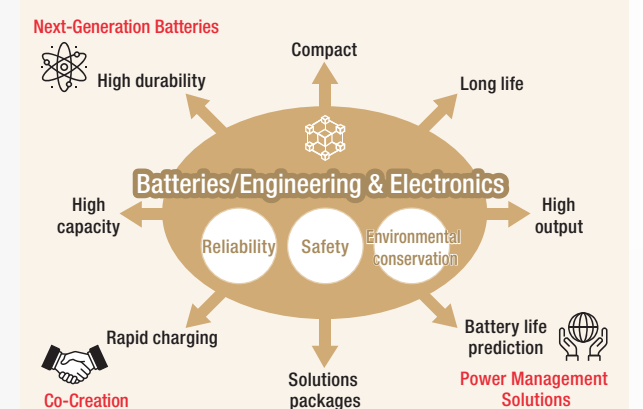 Next-Generation Batteries
Compact
High durability
Long life
Batteries/Engineering & Electronics
High
capacity
High
output
Reliability
Safety
Environmental
conservation
Rapid charging
Battery life
prediction
Solutions
packages
Co-Creation
Power Management
Solutions